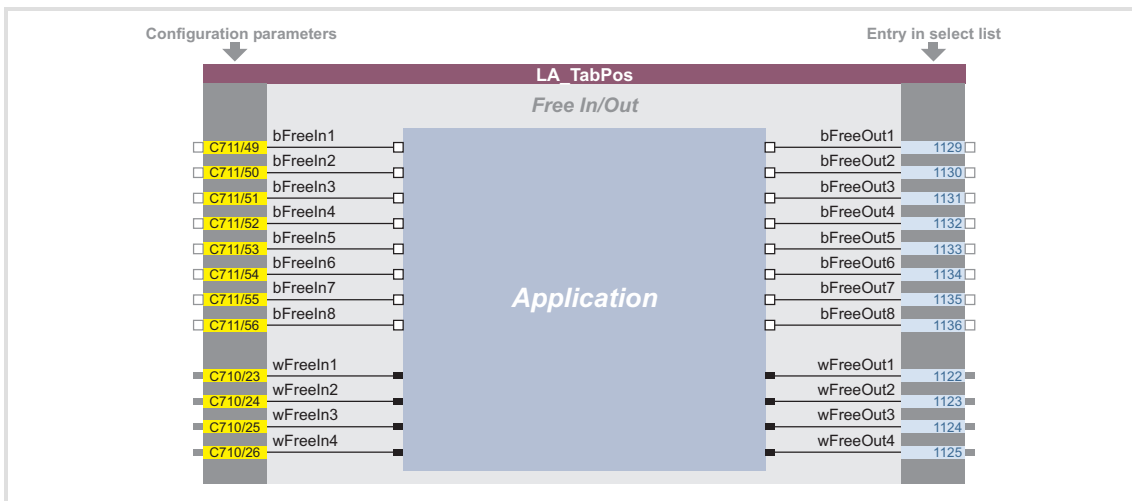 Configuration parameters Entry in select list
LA_TabPos
Free In/Out
bFreeIn1 bFreeOut1
C711/49 1129
bFreeIn2 bFreeOut2
C711/50 1130
bFreeIn3 bFreeOut3
C711/51 1131
bFreeIn4 bFreeOut4
C711/52 1132
bFreeIn5 bFreeOut5
C711/53 1133
bFreeIn6 bFreeOut6
C711/54 1134
bFreeIn7 Application bFreeOut7
C711/55 1135
bFreeIn8 bFreeOut8
C711/56 1136
wFreeIn1 wFreeOut1
C710/23 1122
wFreeIn2 wFreeOut2
C710/24 1123
wFreeIn3 wFreeOut3
C710/25 1124
wFreeIn4 wFreeOut4
C710/26 1125